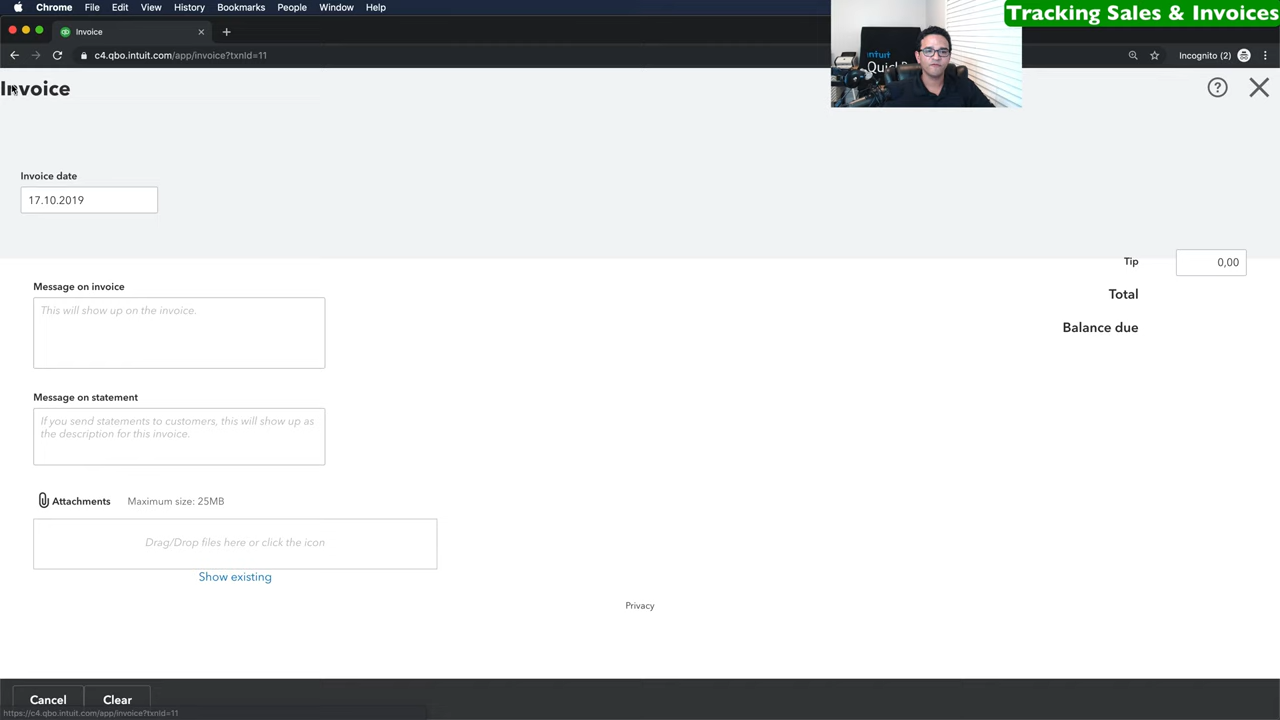 Chrome File Edit View History Bookmarks People Window Help
Tracking Sales & Invoices
Invoice
c4.qbo.intuit.com/app/invoice
Incognito (2)
intuit
Invoice
Invoice date
17.10.2019
Tip 0,00
Message on invoice
Total
This will show up on the invoice.
Balance due
Message on statement
If you send statements to customers, this will show up as
the description for this invoice.
Attachments Maximum size: 25MB
Drag/Drop files here or click the icon
Show existing
Privacy
Cancel Clear
https://c4.qbo.intuit.com/app/invoice?txnId=11